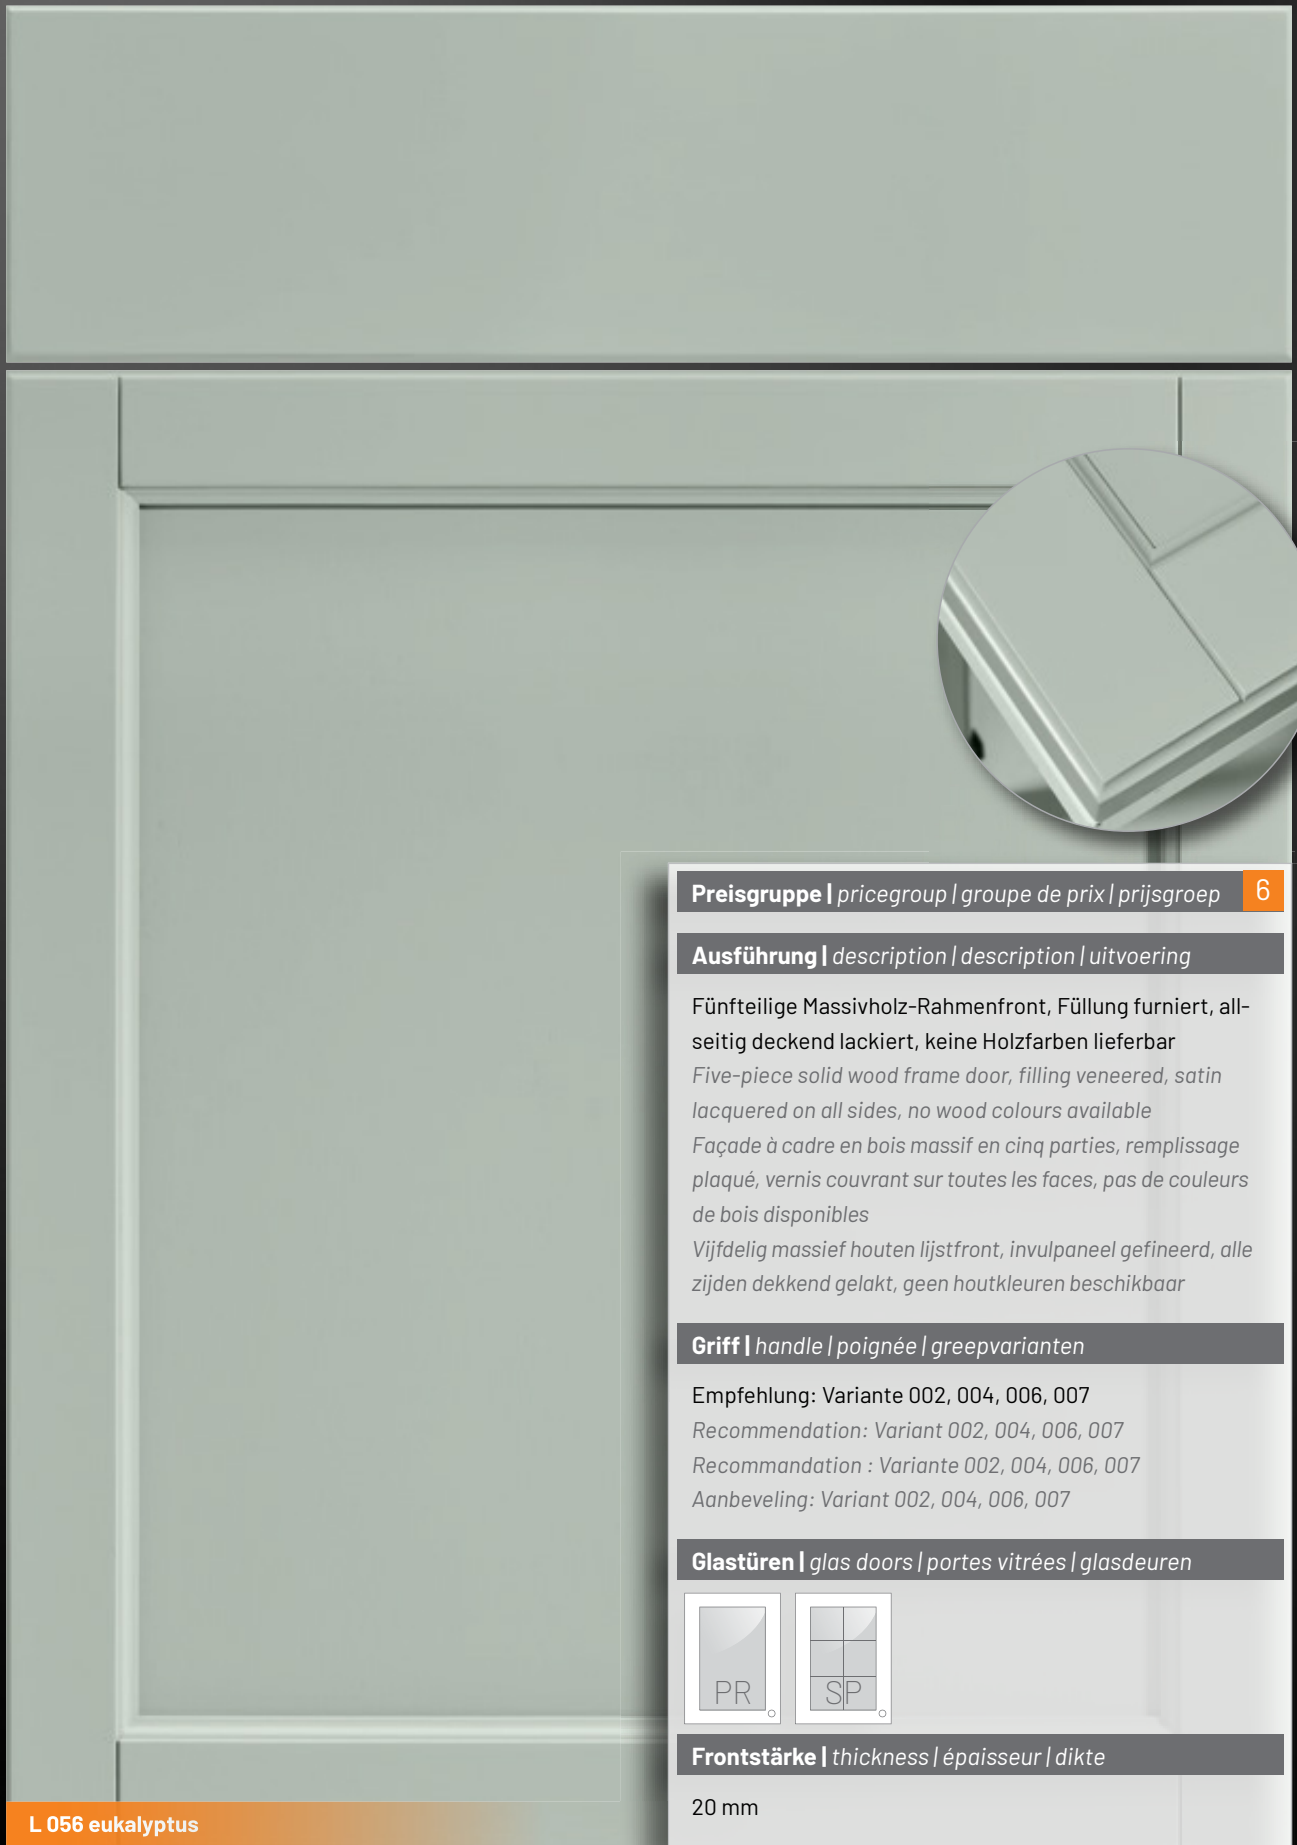 Preisgruppe | pricegroup | groupe de prix | prijsgroep 6
Ausführung | description | description | uitvoering
Fünfteilige Massivholz-Rahmenfront, Füllung furniert, all-
seitig deckend lackiert, keine Holzfarben lieferbar
Five-piece solid wood frame door, filling veneered, satin
lacquered on all sides, no wood colours available
Façade à cadre en bois massif en cinq parties, remplissage
plaqué, vernis couvrant sur toutes les faces, pas de couleurs
de bois disponibles
Vijfdelig massief houten lijstfront, invulpaneel gefineerd, alle
zijden dekkend gelakt, geen houtkleuren beschikbaar
Griff | handle | poignée | greepvarianten
Empfehlung: Variante 002, 004, 006, 007
Recommendation: Variant 002, 004, 006, 007
Recommandation : Variante 002, 004, 006, 007
Aanbeveling: Variant 002, 004, 006, 007
Glastüren | glas doors | portes vitrées | glasdeuren
PR SP
Frontstärke | thickness | épaisseur | dikte
20 mm
L 056 eukalyptus